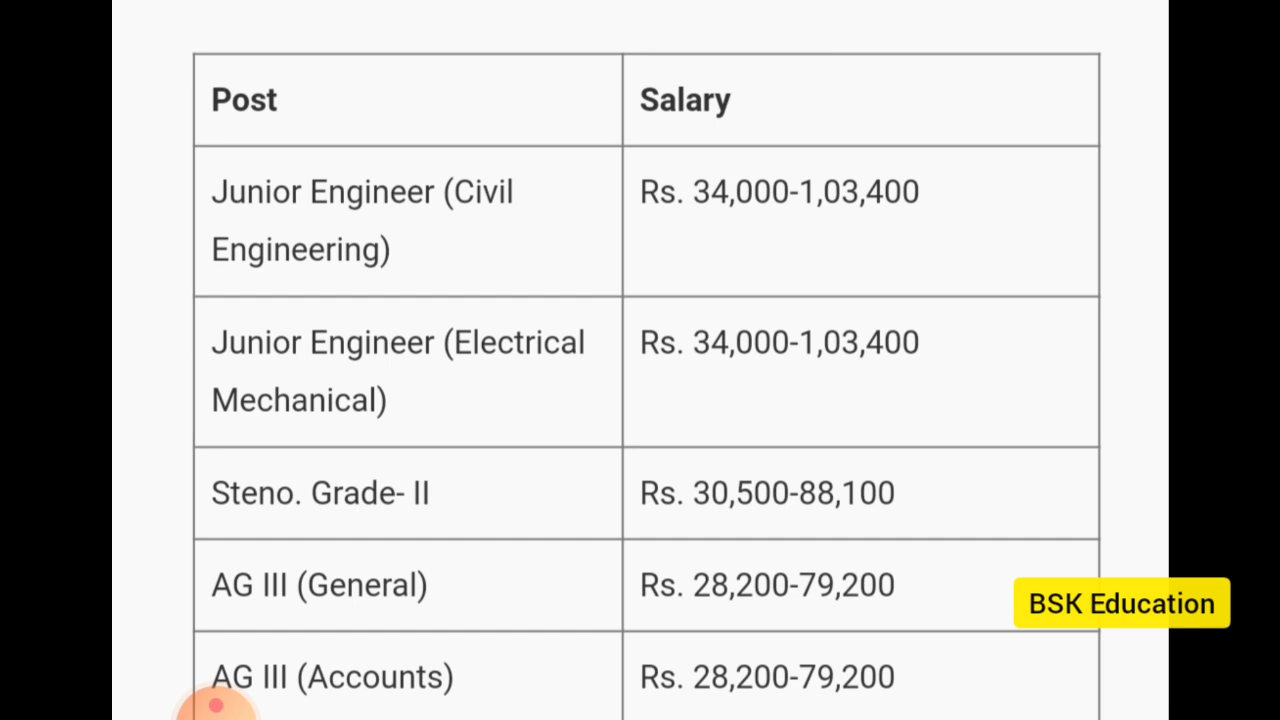 Post
Salary
Junior Engineer (Civil
Engineering)
Rs. 34,000-1,03,400
Junior Engineer (Electrical
Mechanical)
Rs. 34,000-1,03,400
Steno. Grade- II
Rs. 30,500-88,100
AG III (General)
Rs. 28,200-79,200
BSK Education
AG III (Accounts)
Rs. 28,200-79,200